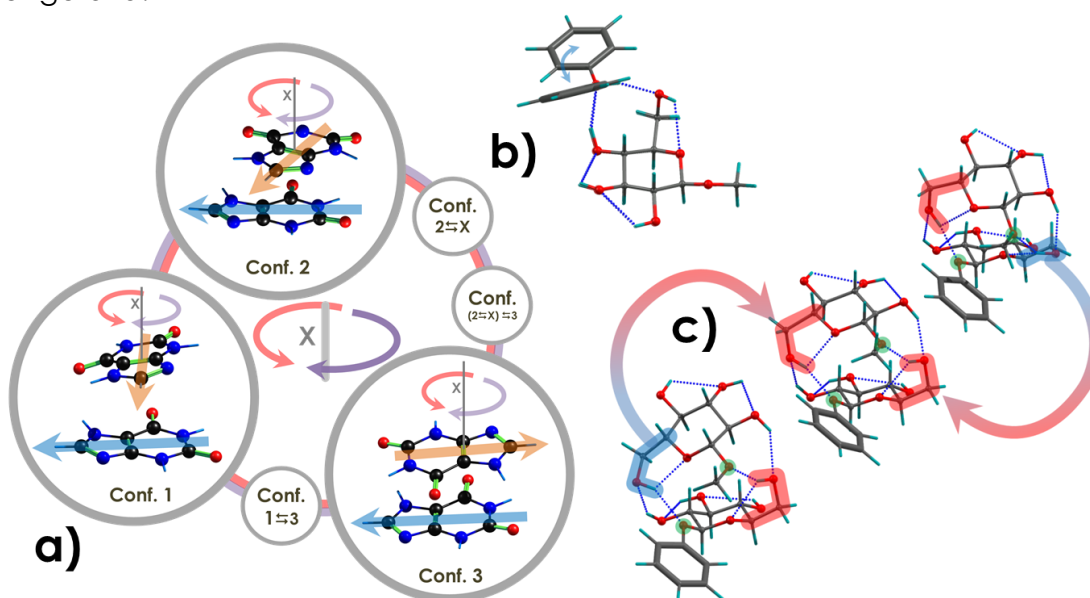 b)
X
Conf. 2
Conf.
2⇆X
Conf.
(2⇆X) ⇆3
X
X
c)
X
Conf. 1
Conf.
1⇆3
Conf. 3
a)